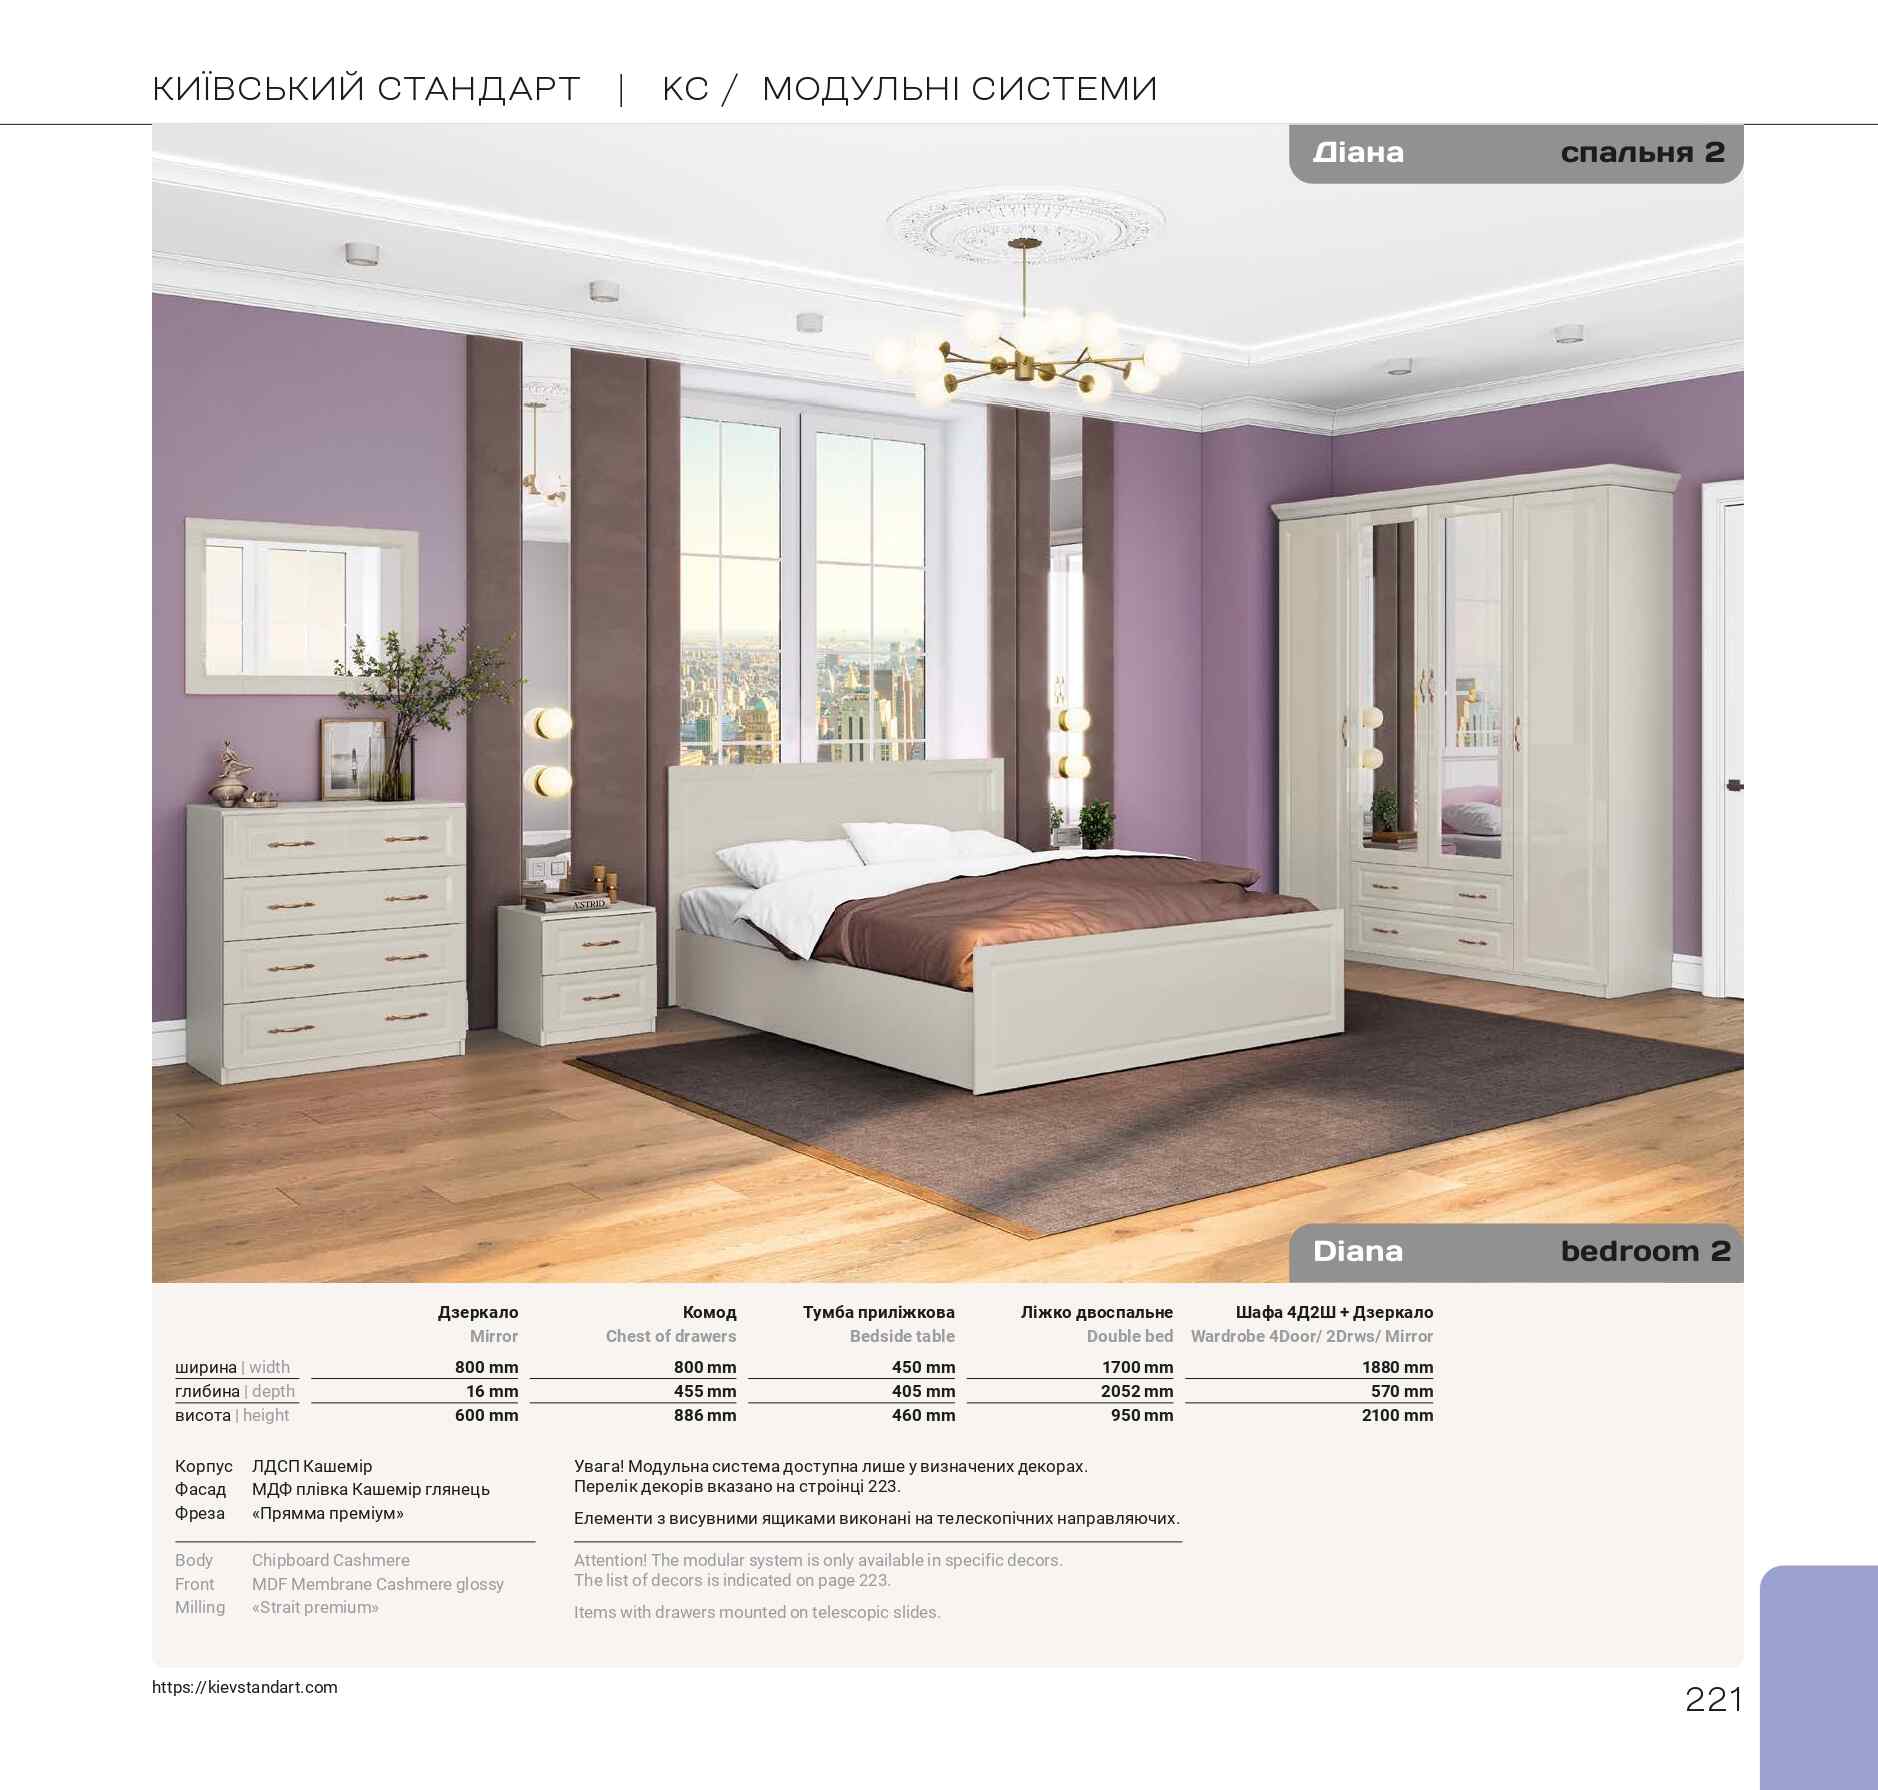 КИЇВСЬКИЙ СТАНДАРТ | КС / МОДУЛЬНІ СИСТЕМИ
Діана спальня 2
ASTRID
Diana bedroom 2
Дзеркало Комод Тумба приліжкова Ліжко двоспальне Шафа 4Д2Ш + Дзеркало
Mirror Chest of drawers Bedside table Double bed Wardrobe 4Door/ 2Drws/ Mirror
ширина | width 800 mm 800 mm 450 mm 1700 mm 1880 mm
глибина | depth 16 mm 455 mm 405 mm 2052 mm 570 mm
висота | height 600 mm 886 mm 460 mm 950 mm 2100 mm
Корпус ЛДСП Кашемір
Фасад МДФ плівка Кашемір глянець
Фреза «Прямма преміум»
Body Chipboard Cashmere
Front MDF Membrane Cashmere glossy
Milling «Strait premium»
Увага! Модульна система доступна лише у визначених декорах.
Перелік декорів вказано на строінці 223.
Елементи з висувними ящиками виконані на телескопічних направляючих.
Attention! The modular system is only available in specific decors.
The list of decors is indicated on page 223.
Items with drawers mounted on telescopic slides.
https://kievstandart.com
221